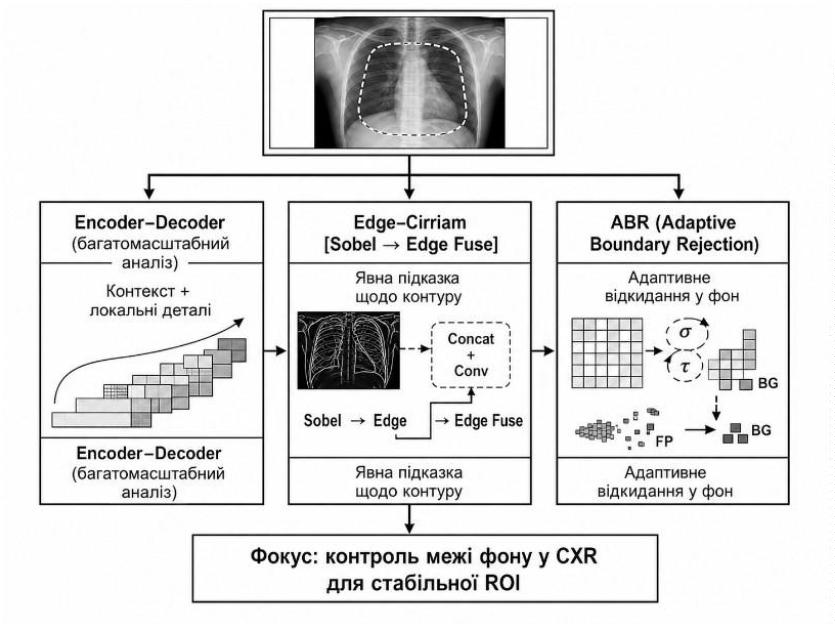 Encoder–Decoder
(багатомасштабний
аналіз)
Контекст +
локальні деталі
Encoder–Decoder
(багатомасштабний
аналіз)
Edge–Cirriam
[Sobel → Edge Fuse]
Явна підказка
щодо контуру
Concat
+
Conv
Sobel → Edge → Edge Fuse
Явна підказка
щодо контуру
ABR (Adaptive
Boundary Rejection)
Адаптивне
відкидання у фон
σ
τ
BG
FP
BG
Адаптивне
відкидання у фон
Фокус: контроль межі фону у CXR
для стабільної ROI